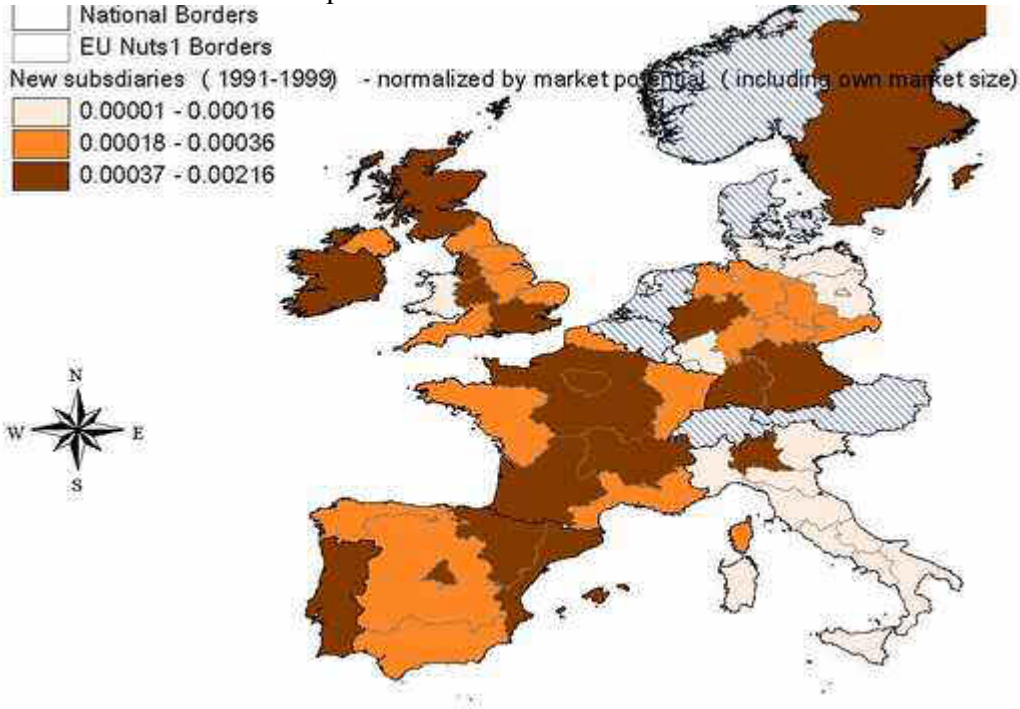 National Borders
EU Nuts1 Borders
New subsdiaries ( 1991-1999) - normalized by market potential ( including own market size)
0.00001 - 0.00016
0.00018 - 0.00036
0.00037 - 0.00216
N
W E
S